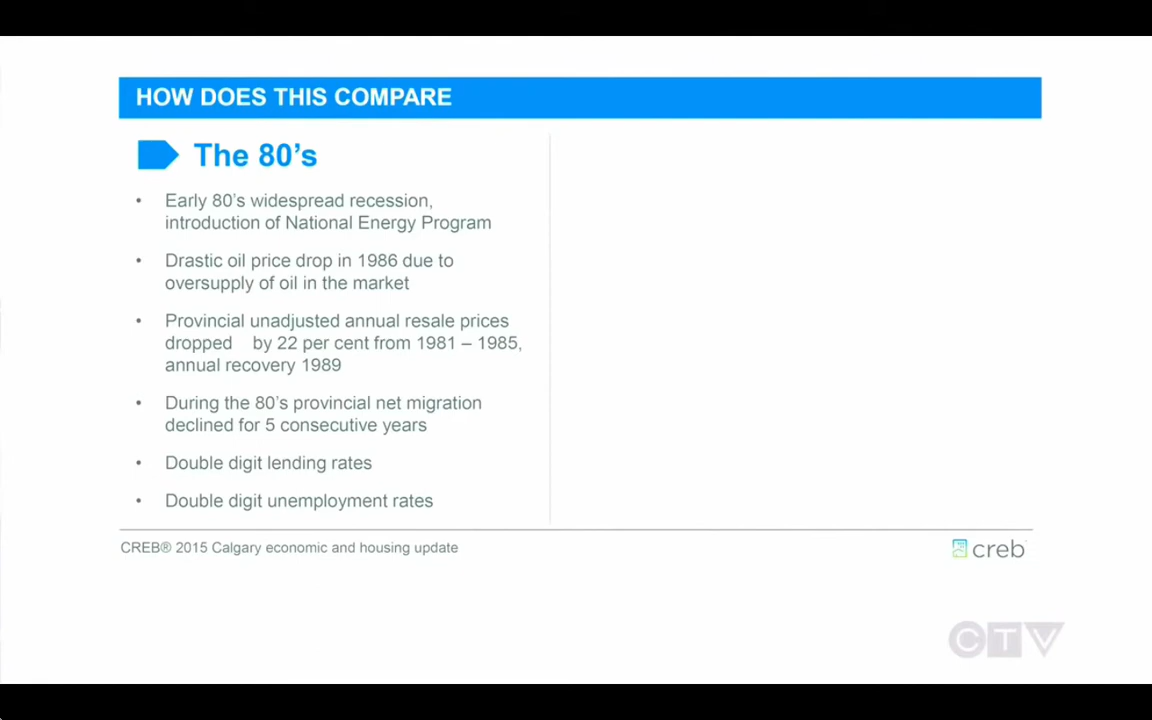 HOW DOES THIS COMPARE
The 80's
• Early 80's widespread recession,
introduction of National Energy Program
• Drastic oil price drop in 1986 due to
oversupply of oil in the market
• Provincial unadjusted annual resale prices
dropped by 22 per cent from 1981 – 1985,
annual recovery 1989
• During the 80's provincial net migration
declined for 5 consecutive years
• Double digit lending rates
• Double digit unemployment rates
CREB® 2015 Calgary economic and housing update
creb
CTV